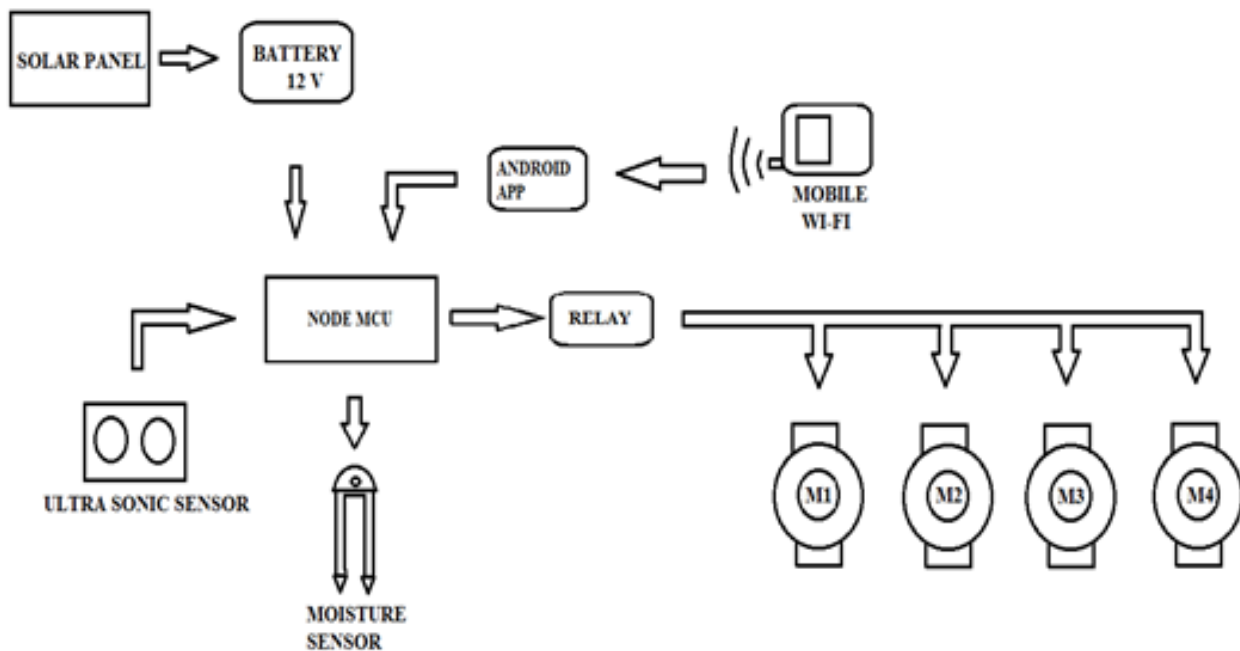 SOLAR PANEL
BATTERY
12 V
ANDROID
APP
MOBILE
WI-FI
NODE MCU
RELAY
ULTRA SONIC SENSOR
MOISTURE
SENSOR
M1
M2
M3
M4